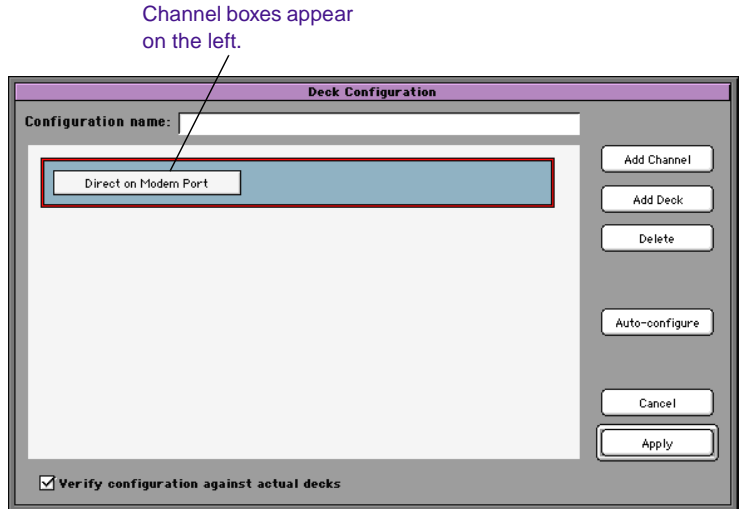 Channel boxes appear
on the left.
Deck Configuration
Configuration name:
Direct on Modem Port
Add Channel
Add Deck
Delete
Auto-configure
Cancel
Apply
Verify configuration against actual decks